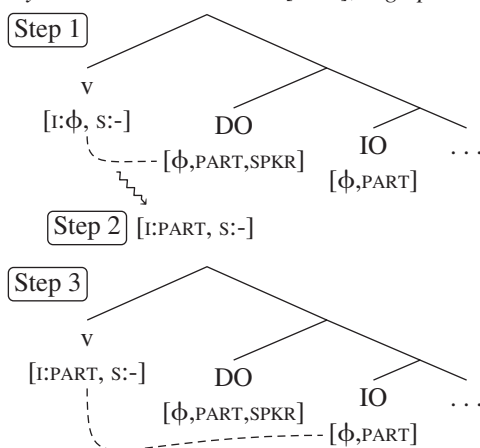 Step 1
v
[I:ϕ, S:-]
DO
[ϕ,PART,SPKR]
IO
[ϕ,PART]
...
Step 2 [I:PART, S:-]
Step 3
v
[I:PART, S:-]
DO
[ϕ,PART,SPKR]
IO
[ϕ,PART]
...